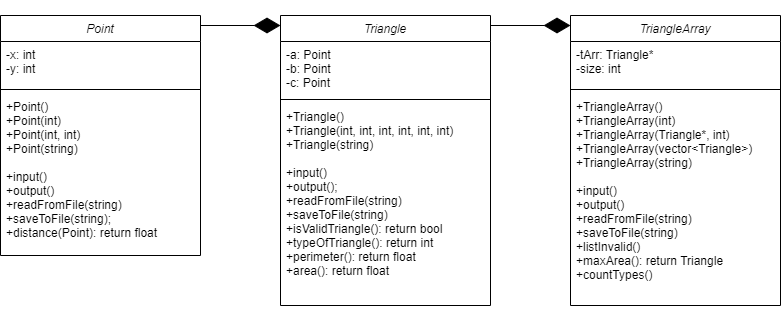 Point
-x: int
-y: int
+Point()
+Point(int)
+Point(int, int)
+Point(string)
+input()
+output()
+readFromFile(string)
+saveToFile(string);
+distance(Point): return float
Triangle
-a: Point
-b: Point
-c: Point
+Triangle()
+Triangle(int, int, int, int, int, int)
+Triangle(string)
+input()
+output();
+readFromFile(string)
+saveToFile(string)
+isValidTriangle(): return bool
+typeOfTriangle(): return int
+perimeter(): return float
+area(): return float
TriangleArray
-tArr: Triangle*
-size: int
+TriangleArray()
+TriangleArray(int)
+TriangleArray(Triangle*, int)
+TriangleArray(vector<Triangle>)
+TriangleArray(string)
+input()
+output()
+readFromFile(string)
+saveToFile(string)
+listInvalid()
+maxArea(): return Triangle
+countTypes()